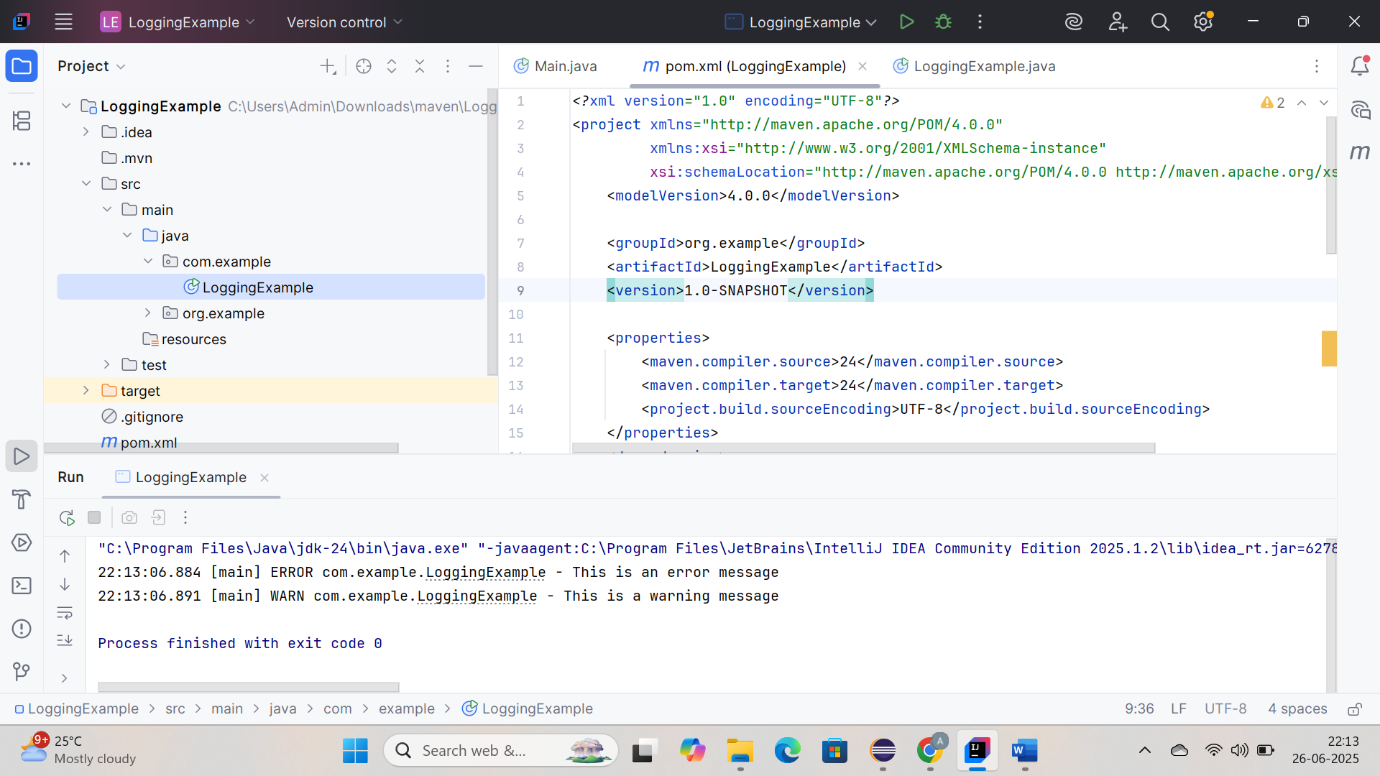 LE LoggingExample Version control LoggingExample
Project
LoggingExample C:\Users\Admin\Downloads\maven\Logg
.idea
.mvn
src
main
java
com.example
LoggingExample
org.example
resources
test
target
.gitignore
pom.xml
Main.java pom.xml (LoggingExample) LoggingExample.java
2
1 <?xml version="1.0" encoding="UTF-8"?>
2 <project xmlns="http://maven.apache.org/POM/4.0.0"
3 xmlns:xsi="http://www.w3.org/2001/XMLSchema-instance"
4 xsi:schemaLocation="http://maven.apache.org/POM/4.0.0 http://maven.apache.org/xs
5 <modelVersion>4.0.0</modelVersion>
6
7 <groupId>org.example</groupId>
8 <artifactId>LoggingExample</artifactId>
9 <version>1.0-SNAPSHOT</version>
10
11 <properties>
12 <maven.compiler.source>24</maven.compiler.source>
13 <maven.compiler.target>24</maven.compiler.target>
14 <project.build.sourceEncoding>UTF-8</project.build.sourceEncoding>
15 </properties>
Run LoggingExample
"C:\Program Files\Java\jdk-24\bin\java.exe" "-javaagent:C:\Program Files\JetBrains\IntelliJ IDEA Community Edition 2025.1.2\lib\idea_rt.jar=6278
22:13:06.884 [main] ERROR com.example.LoggingExample - This is an error message
22:13:06.891 [main] WARN com.example.LoggingExample - This is a warning message
Process finished with exit code 0
LoggingExample > src > main > java > com > example > LoggingExample 9:36 LF UTF-8 4 spaces
9+ 25°C
Mostly cloudy
Search web &...
22:13
26-06-2025